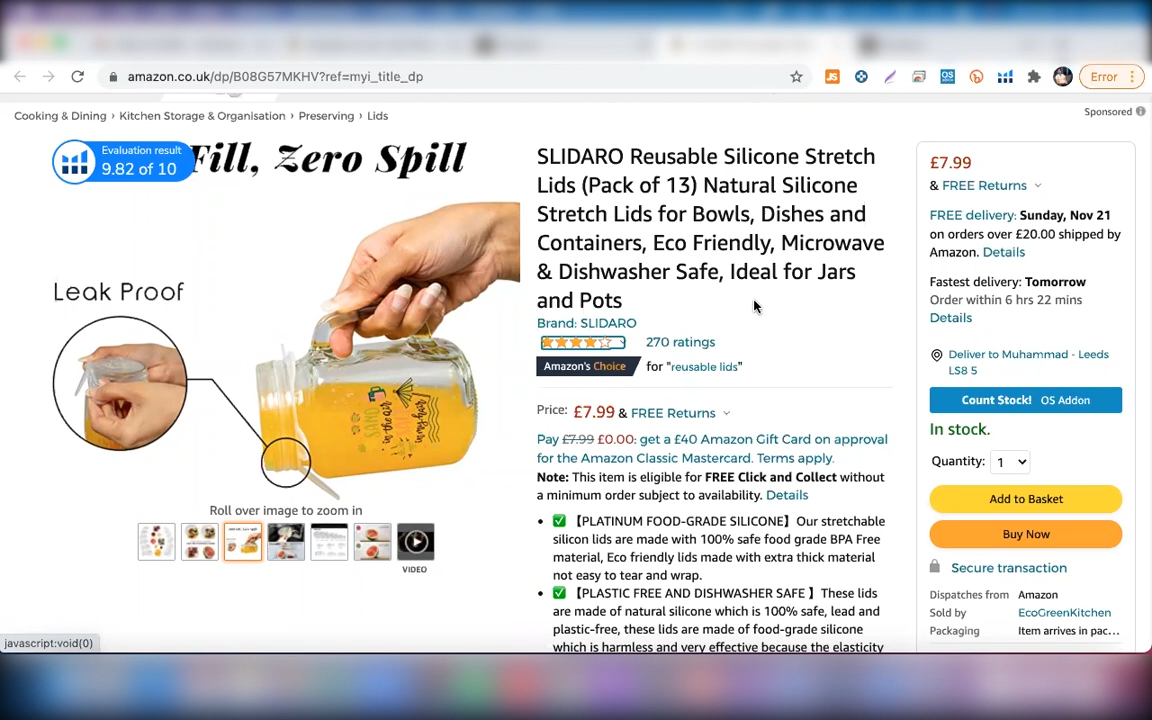 amazon.co.uk/dp/B08G57MKHV?ref=myi_title_dp
Error
Cooking & Dining › Kitchen Storage & Organisation › Preserving › Lids
Sponsored
Evaluation result
9.82 of 10
Fill, Zero Spill
Leak Proof
Roll over image to zoom in
VIDEO
SLIDARO Reusable Silicone Stretch
Lids (Pack of 13) Natural Silicone
Stretch Lids for Bowls, Dishes and
Containers, Eco Friendly, Microwave
& Dishwasher Safe, Ideal for Jars
and Pots
Brand: SLIDARO
270 ratings
Amazon's Choice for "reusable lids"
Price: £7.99 & FREE Returns
Pay £7.99 £0.00: get a £40 Amazon Gift Card on approval
for the Amazon Classic Mastercard. Terms apply.
Note: This item is eligible for FREE Click and Collect without
a minimum order subject to availability. Details
• ✅【PLATINUM FOOD-GRADE SILICONE】Our stretchable
silicon lids are made with 100% safe food grade BPA Free
material, Eco friendly lids made with extra thick material
not easy to tear and wrap.
• ✅【PLASTIC FREE AND DISHWASHER SAFE 】These lids
are made of natural silicone which is 100% safe, lead and
plastic-free, these lids are made of food-grade silicone
which is harmless and very effective because the elasticity
£7.99
& FREE Returns
FREE delivery: Sunday, Nov 21
on orders over £20.00 shipped by
Amazon. Details
Fastest delivery: Tomorrow
Order within 6 hrs 22 mins
Details
Deliver to Muhammad - Leeds
LS8 5
Count Stock! OS Addon
In stock.
Quantity: 1
Add to Basket
Buy Now
Secure transaction
Dispatches from Amazon
Sold by EcoGreenKitchen
Packaging Item arrives in pac…
javascript:void(0)